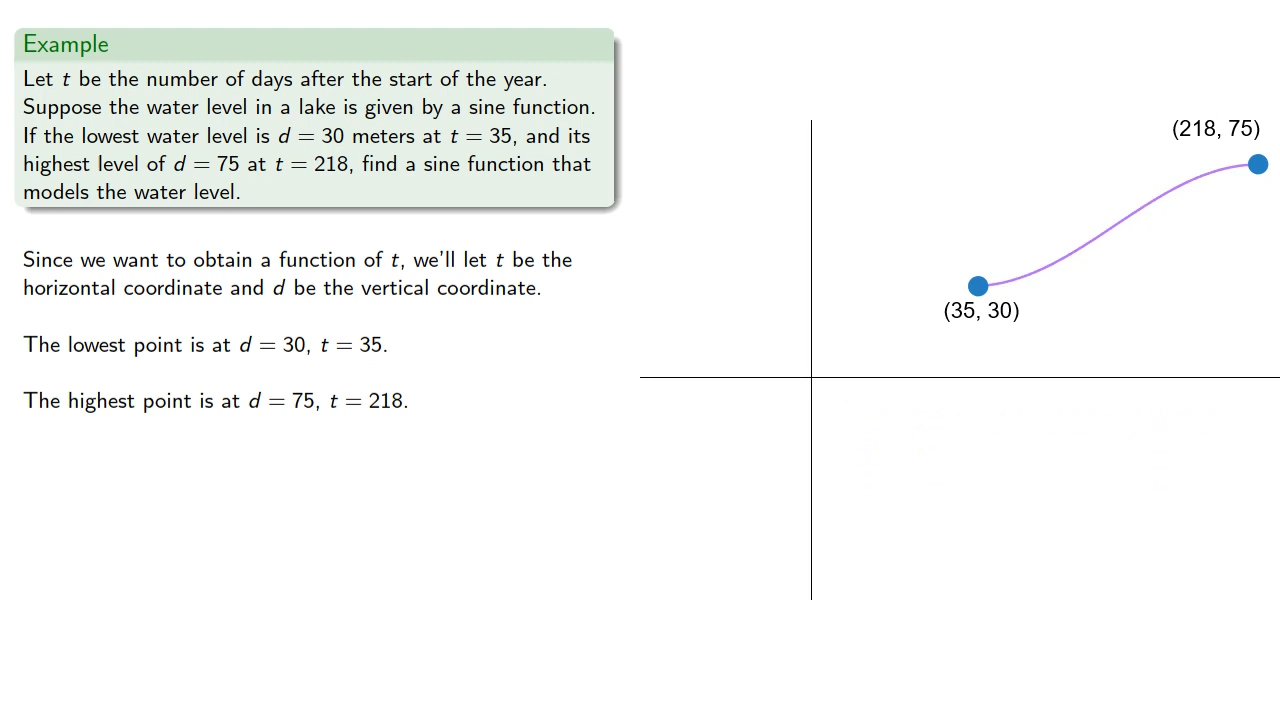 Example
Let t be the number of days after the start of the year.
Suppose the water level in a lake is given by a sine function.
If the lowest water level is d = 30 meters at t = 35, and its
highest level of d = 75 at t = 218, find a sine function that
models the water level.
Since we want to obtain a function of t, we'll let t be the
horizontal coordinate and d be the vertical coordinate.
The lowest point is at d = 30, t = 35.
The highest point is at d = 75, t = 218.
(218, 75)
(35, 30)